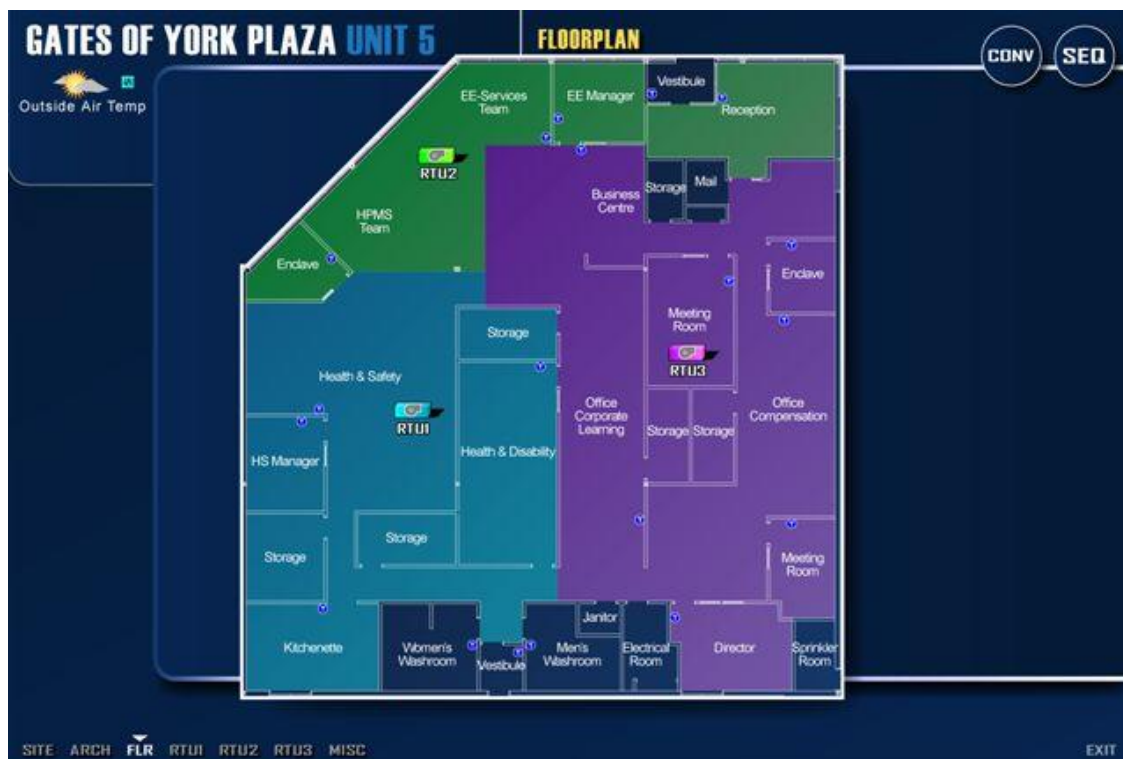 GATES OF YORK PLAZA UNIT 5
FLOORPLAN
CONV
SEQ
Outside Air Temp
EE-Services
Team
EE Manager
Vestibule
Reception
RTU2
Business
Centre
Storage
Mail
HPMS
Team
Enclave
Enclave
Meeting
Room
RTU3
Storage
Health & Safety
RTU1
Office
Corporate
Learning
Office
Compensation
Storage
Storage
HS Manager
Health & Disability
Storage
Storage
Meeting
Room
Kitchenette
Women's
Washroom
Vestibule
Men's
Washroom
Janitor
Electrical
Room
Director
Sprinkler
Room
SITE ARCH FLR RTU1 RTU2 RTU3 MISC
EXIT